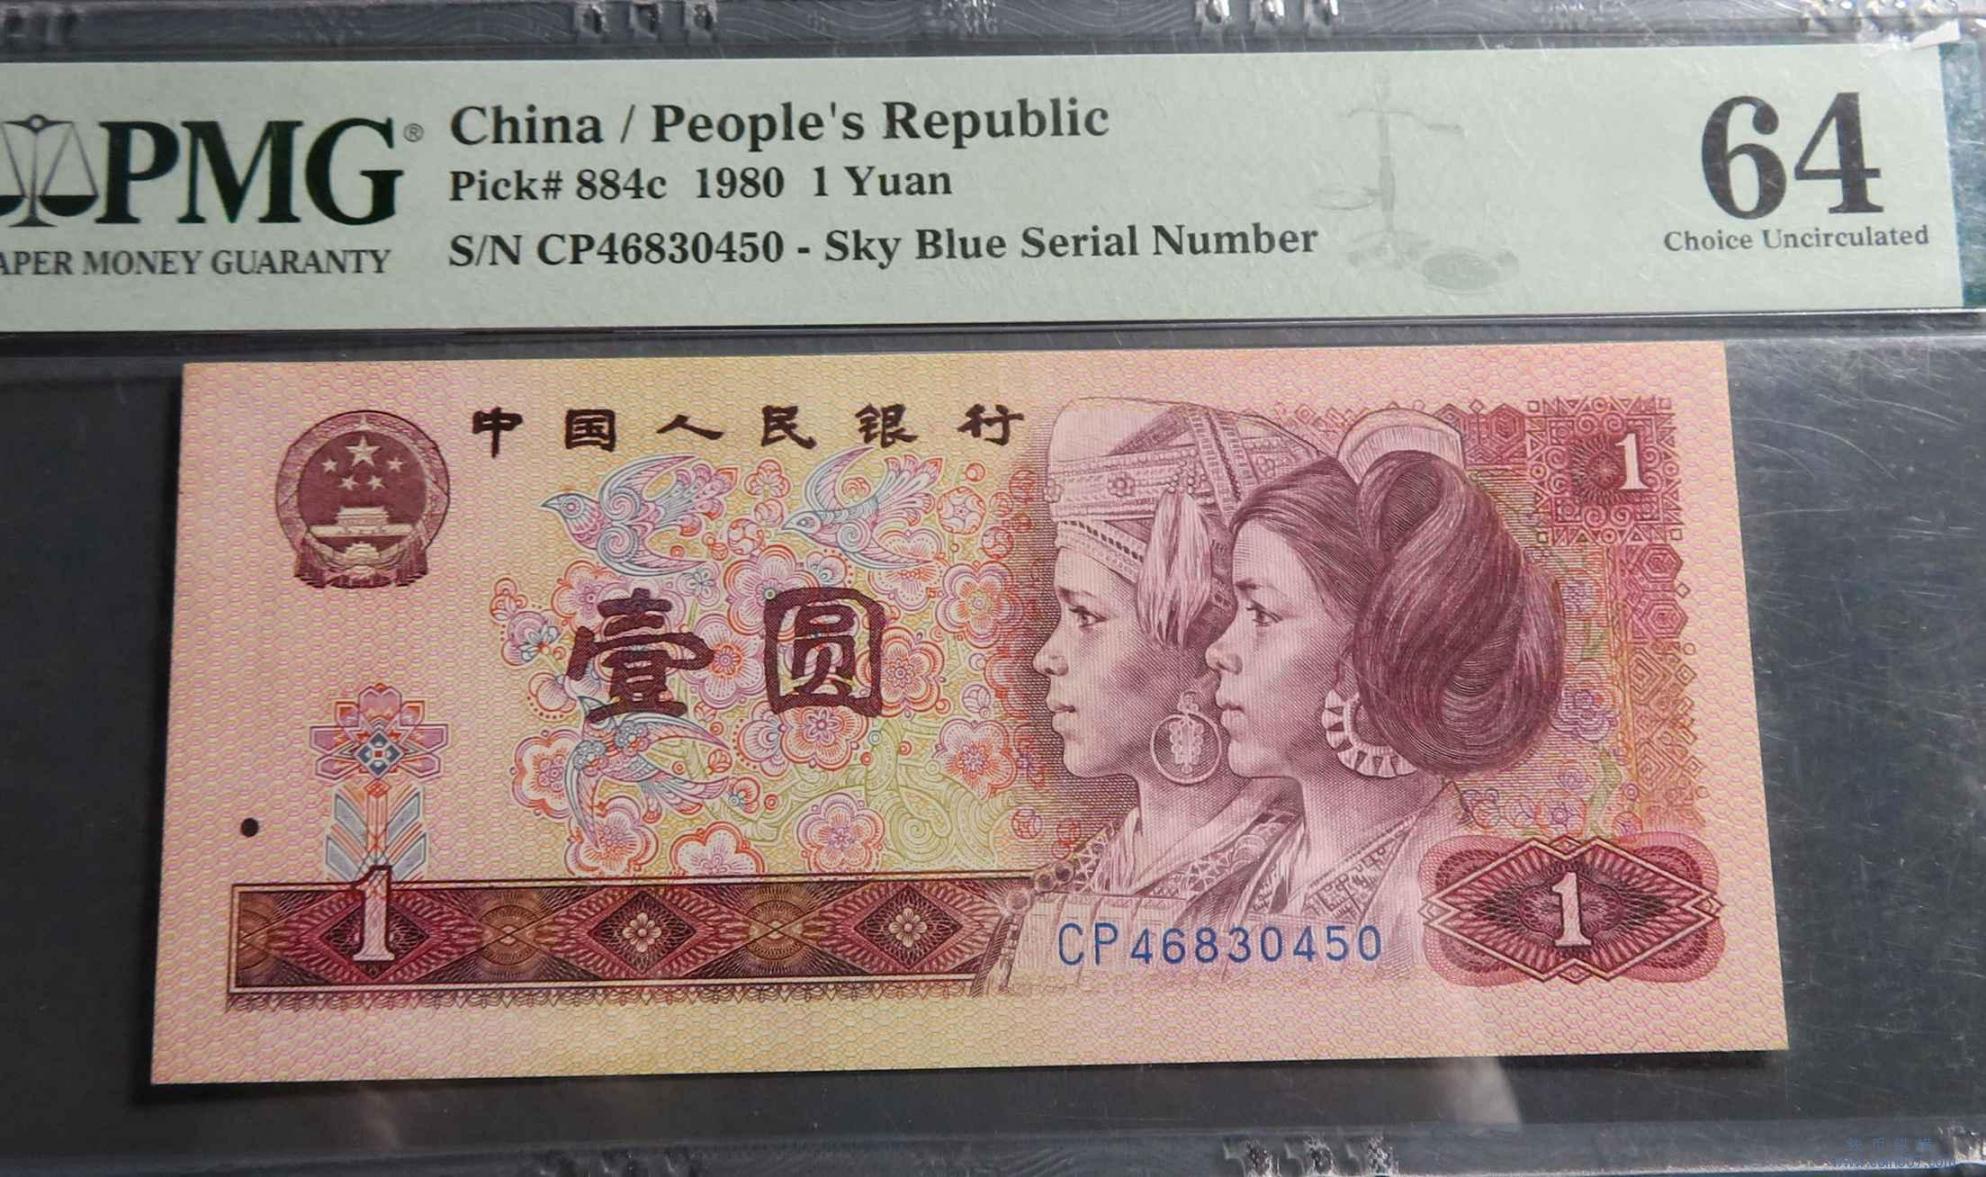 PMG®
APER MONEY GUARANTY
China / People's Republic
Pick# 884c 1980 1 Yuan
S/N CP46830450 - Sky Blue Serial Number
64
Choice Uncirculated
中国人民银行
1
壹圆
1
CP46830450
1